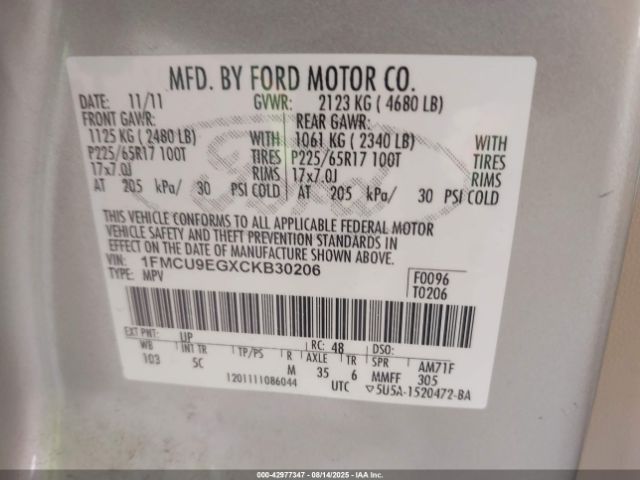 MFD. BY FORD MOTOR CO.
DATE: 11/11 GVWR: 2123 KG ( 4680 LB)
FRONT GAWR: REAR GAWR:
1125 KG ( 2480 LB) WITH 1061 KG ( 2340 LB) WITH
P225/65R17 100T TIRES P225/65R17 100T TIRES
17x7.0J RIMS 17x7.0J RIMS
AT 205 kPa/ 30 PSI COLD AT 205 kPa/ 30 PSI COLD
THIS VEHICLE CONFORMS TO ALL APPLICABLE FEDERAL MOTOR
VEHICLE SAFETY AND THEFT PREVENTION STANDARDS IN
EFFECT ON THE DATE OF MANUFACTURE SHOWN ABOVE.
VIN: 1FMCU9EGXCKB30206
TYPE: MPV
F0096
T0206
EXT PNT: UP RC: 48 DSO:
WB INT TR TP/PS R AXLE TR SPR AM71F
103 5C M 35 6 MMFF 305
1201111086044 UTC ▽5U5A-1520472-BA
Ford
000-42977347 - 08/14/2025 - IAA Inc.